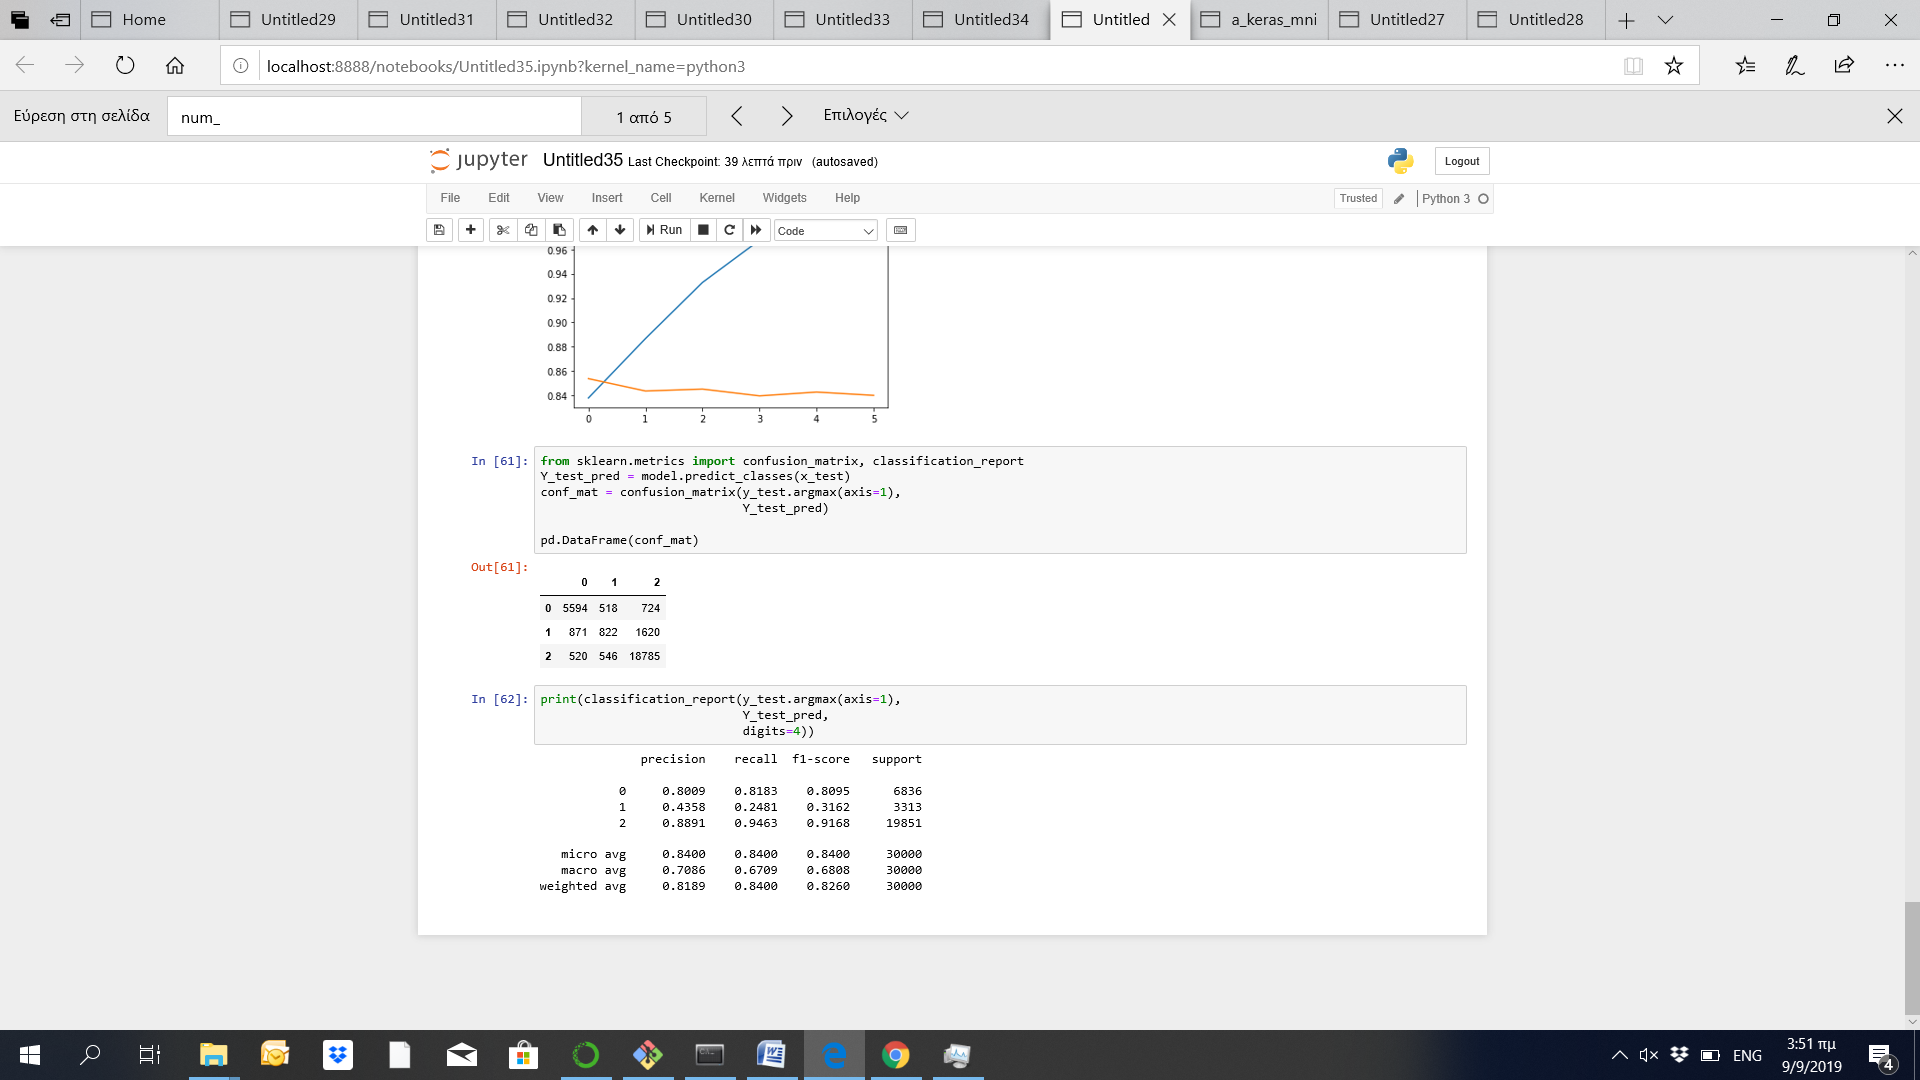 Home Untitled29 Untitled31 Untitled32 Untitled30 Untitled33 Untitled34 Untitled a_keras_mni Untitled27 Untitled28
localhost:8888/notebooks/Untitled35.ipynb?kernel_name=python3
Εύρεση στη σελίδα num_ 1 από 5 Επιλογές
jupyter Untitled35 Last Checkpoint: 39 λεπτά πριν (autosaved) Logout
File Edit View Insert Cell Kernel Widgets Help Trusted Python 3
Run Code
0.96
0.94
0.92
0.90
0.88
0.86
0.84
0 1 2 3 4 5
In [61]: from sklearn.metrics import confusion_matrix, classification_report
Y_test_pred = model.predict_classes(x_test)
conf_mat = confusion_matrix(y_test.argmax(axis=1),
Y_test_pred)
pd.DataFrame(conf_mat)
Out[61]:
0 1 2
0 5594 518 724
1 871 822 1620
2 520 546 18785
In [62]: print(classification_report(y_test.argmax(axis=1),
Y_test_pred,
digits=4))
precision recall f1-score support
0 0.8009 0.8183 0.8095 6836
1 0.4358 0.2481 0.3162 3313
2 0.8891 0.9463 0.9168 19851
micro avg 0.8400 0.8400 0.8400 30000
macro avg 0.7086 0.6709 0.6808 30000
weighted avg 0.8189 0.8400 0.8260 30000
ENG 3:51 πμ
9/9/2019 4